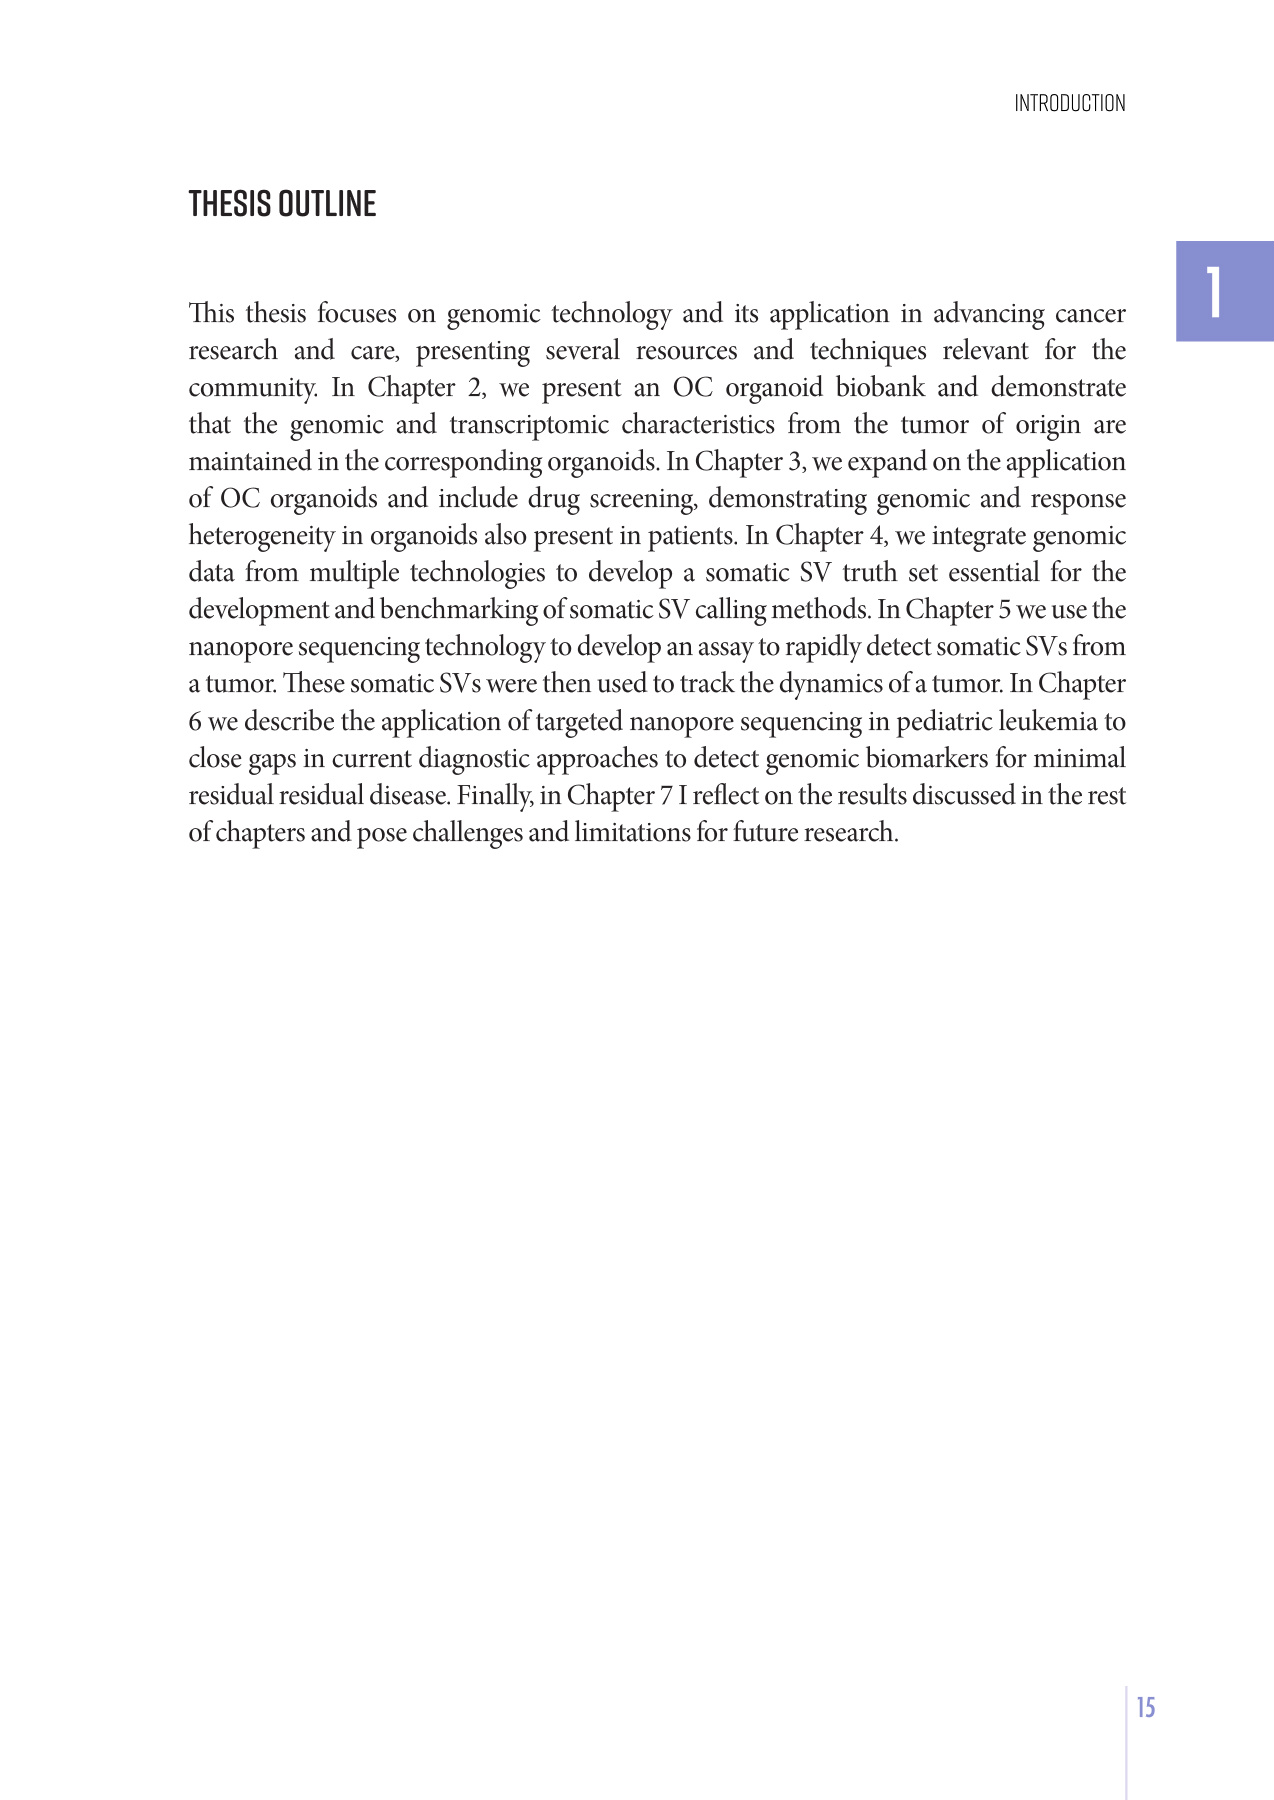 INTRODUCTION
THESIS OUTLINE
1
This thesis focuses on genomic technology and its application in advancing cancer
research and care, presenting several resources and techniques relevant for the
community. In Chapter 2, we present an OC organoid biobank and demonstrate
that the genomic and transcriptomic characteristics from the tumor of origin are
maintained in the corresponding organoids. In Chapter 3, we expand on the application
of OC organoids and include drug screening, demonstrating genomic and response
heterogeneity in organoids also present in patients. In Chapter 4, we integrate genomic
data from multiple technologies to develop a somatic SV truth set essential for the
development and benchmarking of somatic SV calling methods. In Chapter 5 we use the
nanopore sequencing technology to develop an assay to rapidly detect somatic SVs from
a tumor. These somatic SVs were then used to track the dynamics of a tumor. In Chapter
6 we describe the application of targeted nanopore sequencing in pediatric leukemia to
close gaps in current diagnostic approaches to detect genomic biomarkers for minimal
residual residual disease. Finally, in Chapter 7 I reflect on the results discussed in the rest
of chapters and pose challenges and limitations for future research.
15